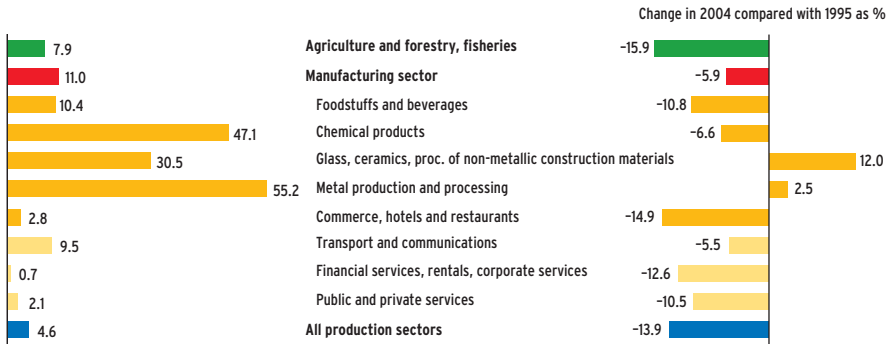 Change in 2004 compared with 1995 as %
7.9 Agriculture and forestry, fisheries −15.9
11.0 Manufacturing sector −5.9
10.4 Foodstuffs and beverages −10.8
47.1 Chemical products −6.6
30.5 Glass, ceramics, proc. of non-metallic construction materials 12.0
55.2 Metal production and processing 2.5
2.8 Commerce, hotels and restaurants −14.9
9.5 Transport and communications −5.5
0.7 Financial services, rentals, corporate services −12.6
2.1 Public and private services −10.5
4.6 All production sectors −13.9